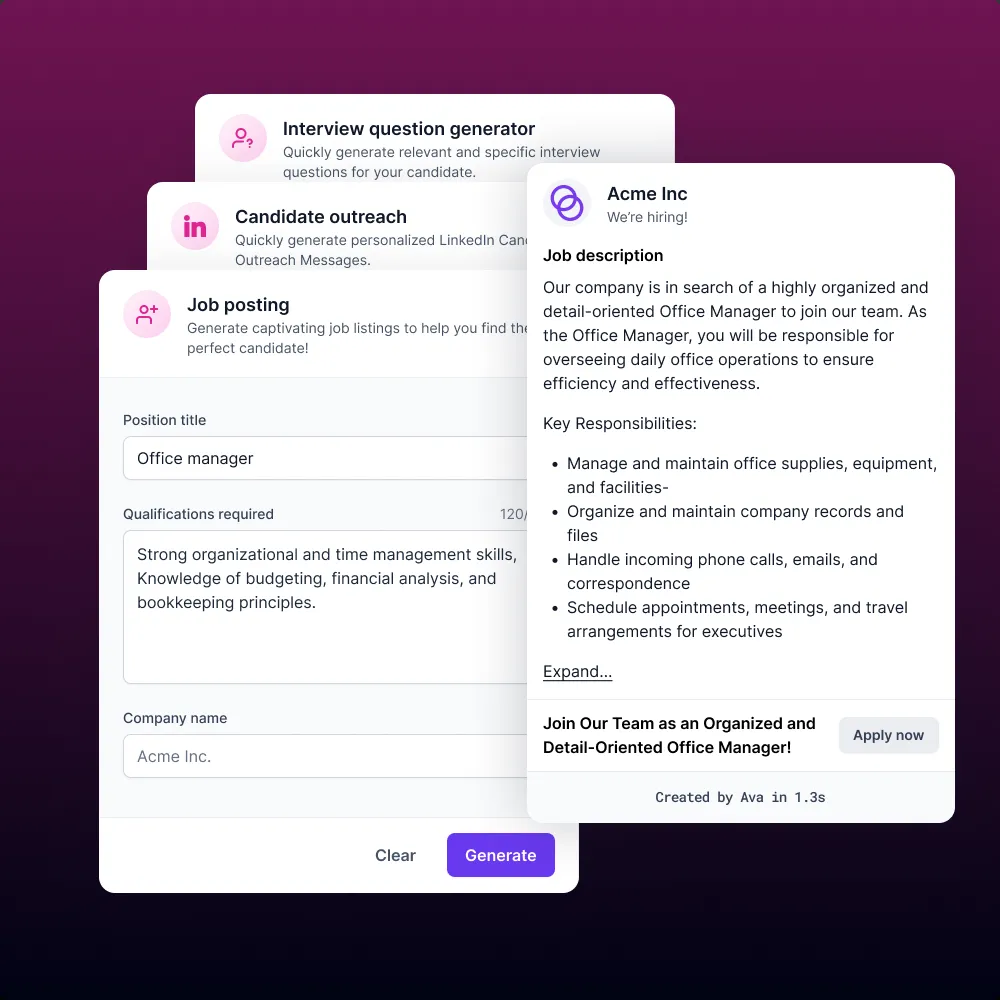 Interview question generator
Quickly generate relevant and specific interview
questions for your candidate.
Candidate outreach
Quickly generate personalized LinkedIn
Outreach Messages.
Job posting
Generate captivating job listings to help you find
perfect candidate!
Position title
Office manager
Qualifications required
120/
Strong organizational and time management skills,
Knowledge of budgeting, financial analysis, and
bookkeeping principles.
Company name
Acme Inc.
Clear
Generate
Acme Inc
We’re hiring!
Job description
Our company is in search of a highly organized and
detail-oriented Office Manager to join our team. As
the Office Manager, you will be responsible for
overseeing daily office operations to ensure
efficiency and effectiveness.
Key Responsibilities:
• Manage and maintain office supplies, equipment,
and facilities-
• Organize and maintain company records and
files
• Handle incoming phone calls, emails, and
correspondence
• Schedule appointments, meetings, and travel
arrangements for executives
Expand...
Join Our Team as an Organized and
Detail-Oriented Office Manager!
Apply now
Created by Ava in 1.3s